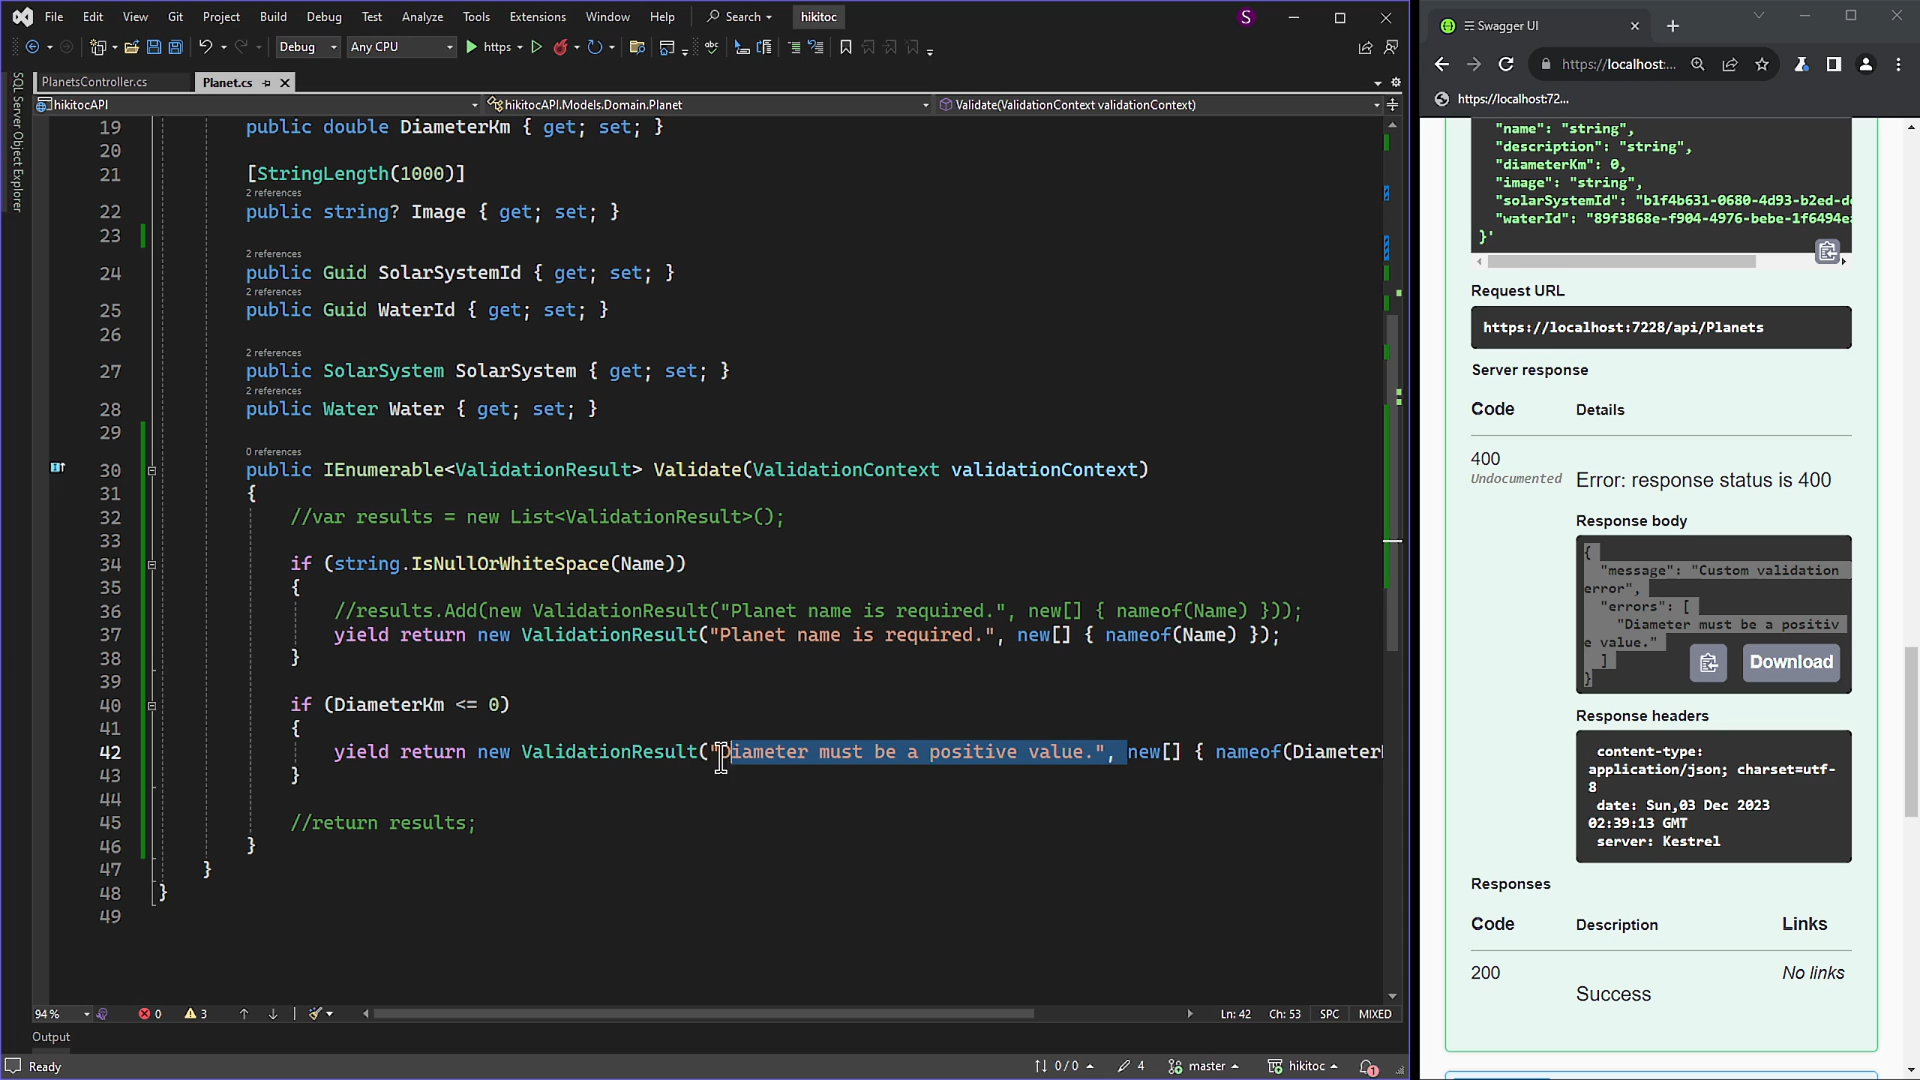 File Edit View Git Project Build Debug Test Analyze Tools Extensions Window Help Search hikitoc S
Debug Any CPU https
SQL Server Object Explorer
PlanetsController.cs Planet.cs
hikitocAPI hikitocAPI.Models.Domain.Planet Validate(ValidationContext validationContext)
19 public double DiameterKm { get; set; }
20
21 [StringLength(1000)]
2 references
22 public string? Image { get; set; }
23
2 references
24 public Guid SolarSystemId { get; set; }
2 references
25 public Guid WaterId { get; set; }
26
2 references
27 public SolarSystem SolarSystem { get; set; }
2 references
28 public Water Water { get; set; }
29
0 references
30 public IEnumerable<ValidationResult> Validate(ValidationContext validationContext)
31 {
32 //var results = new List<ValidationResult>();
33
34 if (string.IsNullOrWhiteSpace(Name))
35 {
36 //results.Add(new ValidationResult("Planet name is required.", new[] { nameof(Name) }));
37 yield return new ValidationResult("Planet name is required.", new[] { nameof(Name) });
38 }
39
40 if (DiameterKm <= 0)
41 {
42 yield return new ValidationResult("Diameter must be a positive value.", new[] { nameof(Diameter
43 }
44
45 //return results;
46 }
47 }
48 }
49
94 % 0 3 Ln: 42 Ch: 53 SPC MIXED
Output
Ready 0 / 0 4 master hikitoc 1
Swagger UI
https://localhost:...
https://localhost:72...
"name": "string",
"description": "string",
"diameterKm": 0,
"image": "string",
"solarSystemId": "b1f4b631-0680-4d93-b2ed-d
"waterId": "89f3868e-f904-4976-bebe-1f6494e
}'
Request URL
https://localhost:7228/api/Planets
Server response
Code Details
400
Undocumented
Error: response status is 400
Response body
{
"message": "Custom validation
error",
"errors": [
"Diameter must be a positiv
e value."
]
}
Download
Response headers
content-type:
application/json; charset=utf-
8
date: Sun,03 Dec 2023
02:39:13 GMT
server: Kestrel
Responses
Code Description Links
200 No links
Success